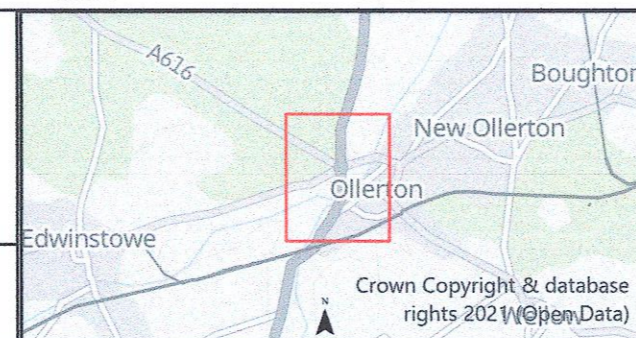 A616
Boughton
New Ollerton
Ollerton
Edwinstowe
Crown Copyright & database
rights 2021 (Open Data)
N